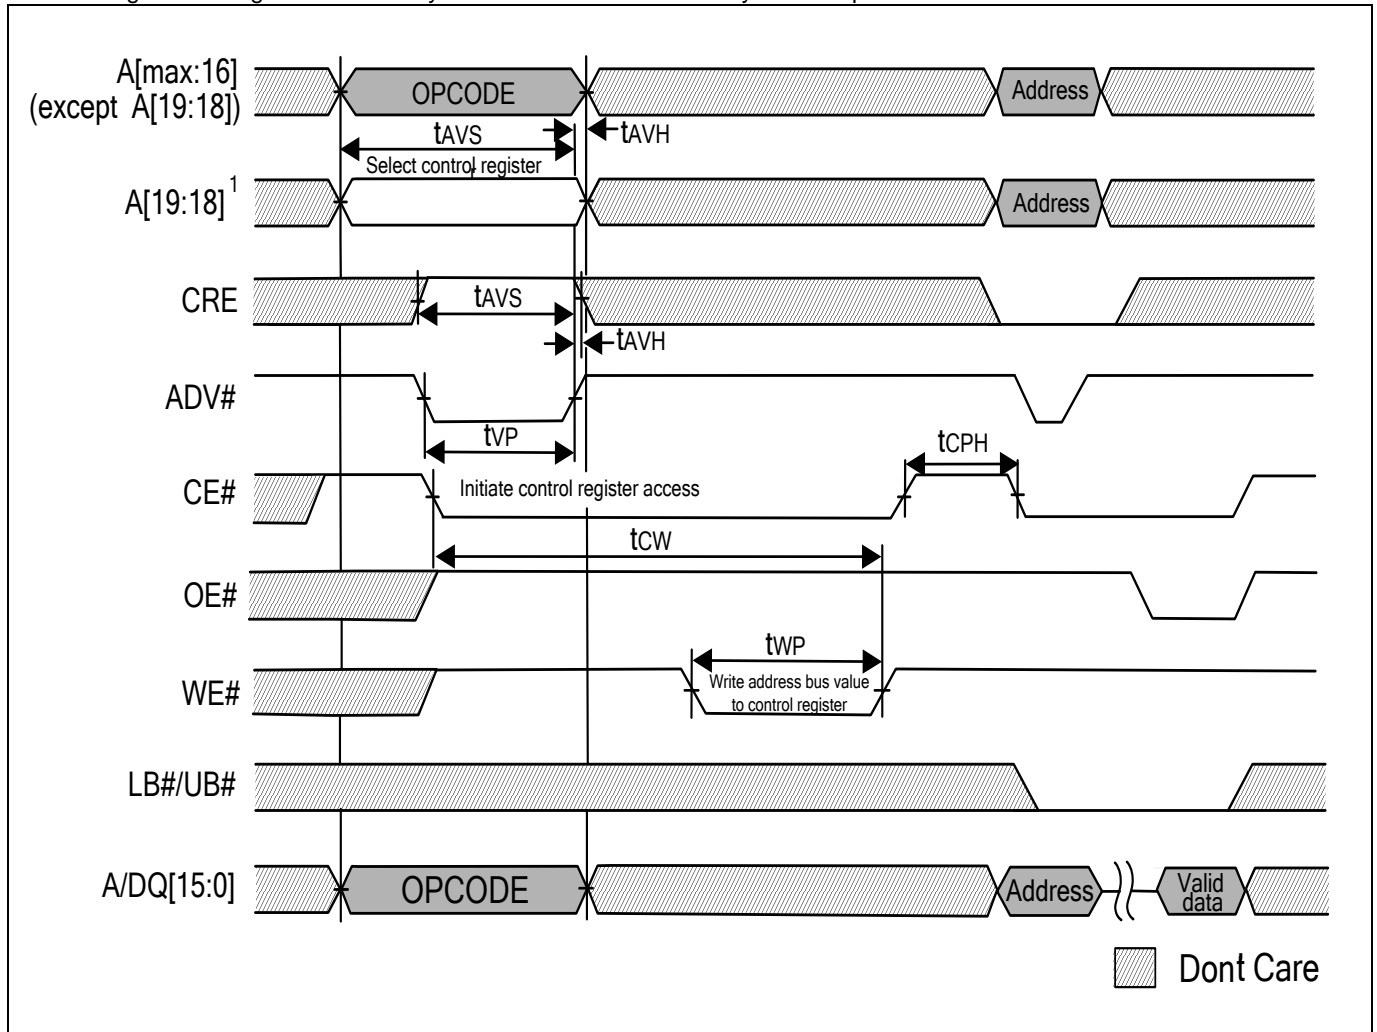 A[max:16]
(except A[19:18])
OPCODE
Address
tAVS
tAVH
Select control register
A[19:18] 1
Address
CRE
tAVS
tAVH
ADV#
tVP
tCPH
CE#
Initiate control register access
tCW
OE#
tWP
WE#
Write address bus value
to control register
LB#/UB#
A/DQ[15:0]
OPCODE
Address
Valid
data
Dont Care